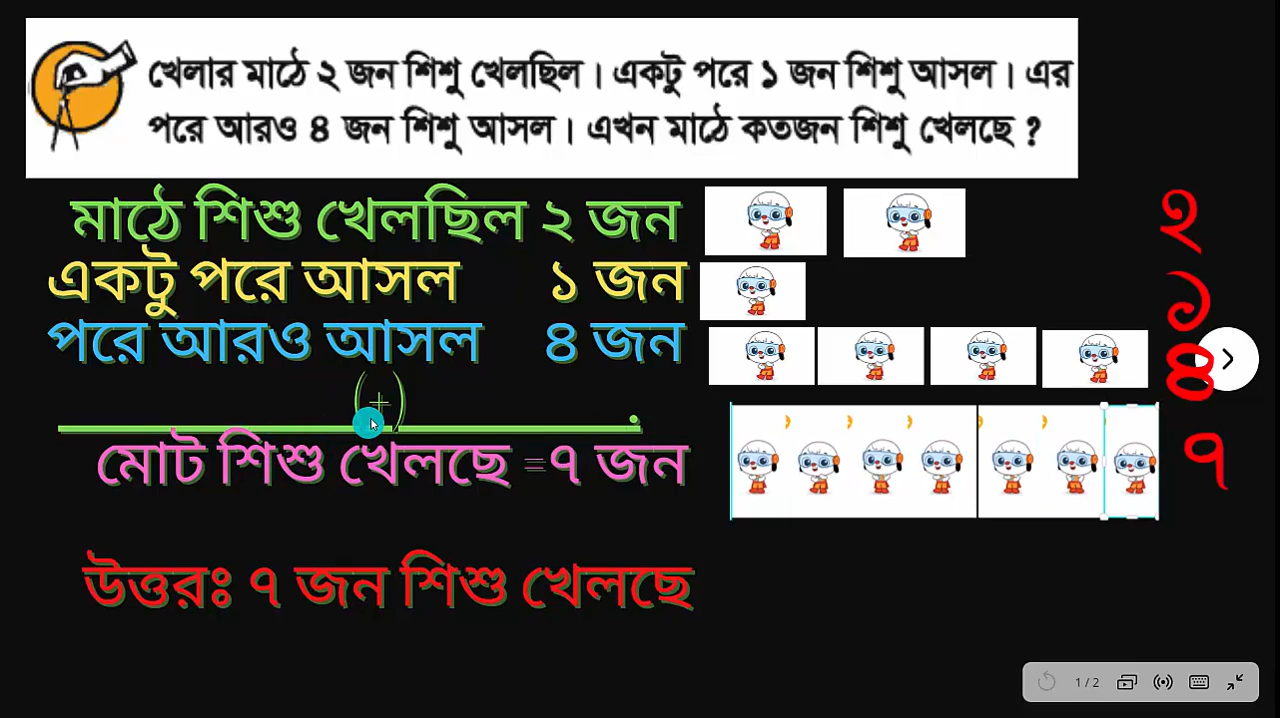 খেলার মাঠে ২ জন শিশু খেলছিল। একটু পরে ১ জন শিশু আসল। এর
পরে আরও ৪ জন শিশু আসল। এখন মাঠে কতজন শিশু খেলছে ?
মাঠে শিশু খেলছিল ২ জন
২
একটু পরে আসল ১ জন
১
পরে আরও আসল ৪ জন
৪
(+)
মোট শিশু খেলছে =৭ জন
৭
উত্তরঃ ৭ জন শিশু খেলছে
1/2